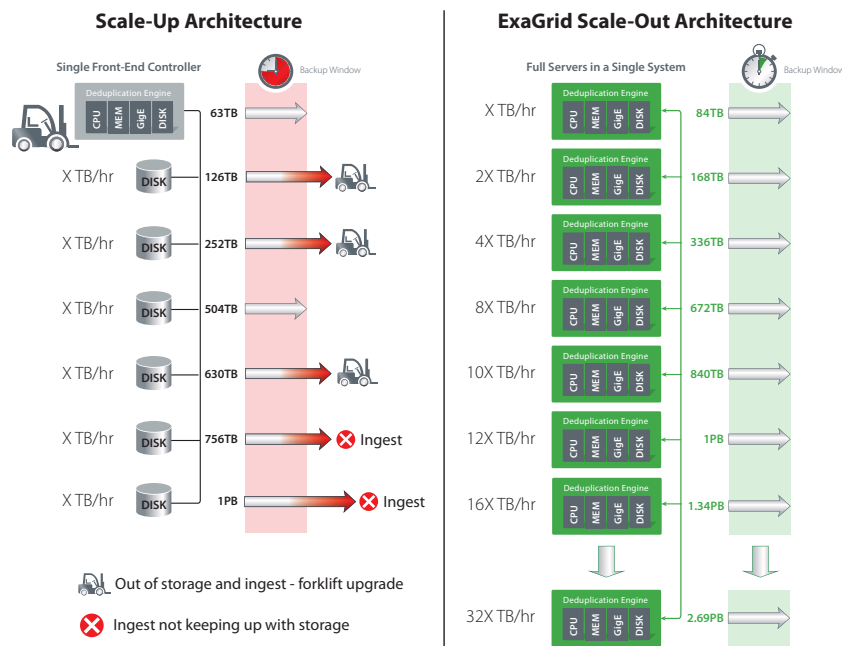 Scale-Up Architecture
Single Front-End Controller
Backup Window
Deduplication Engine
CPU
MEM
GigE
DISK
63TB
X TB/hr
DISK
126TB
X TB/hr
DISK
252TB
X TB/hr
DISK
504TB
X TB/hr
DISK
630TB
X TB/hr
DISK
756TB
Ingest
X TB/hr
DISK
1PB
Ingest
Out of storage and ingest - forklift upgrade
Ingest not keeping up with storage
ExaGrid Scale-Out Architecture
Full Servers in a Single System
Backup Window
X TB/hr
Deduplication Engine
CPU
MEM
GigE
DISK
84TB
2X TB/hr
Deduplication Engine
CPU
MEM
GigE
DISK
168TB
4X TB/hr
Deduplication Engine
CPU
MEM
GigE
DISK
336TB
8X TB/hr
Deduplication Engine
CPU
MEM
GigE
DISK
672TB
10X TB/hr
Deduplication Engine
CPU
MEM
GigE
DISK
840TB
12X TB/hr
Deduplication Engine
CPU
MEM
GigE
DISK
1PB
16X TB/hr
Deduplication Engine
CPU
MEM
GigE
DISK
1.34PB
32X TB/hr
Deduplication Engine
CPU
MEM
GigE
DISK
2.69PB